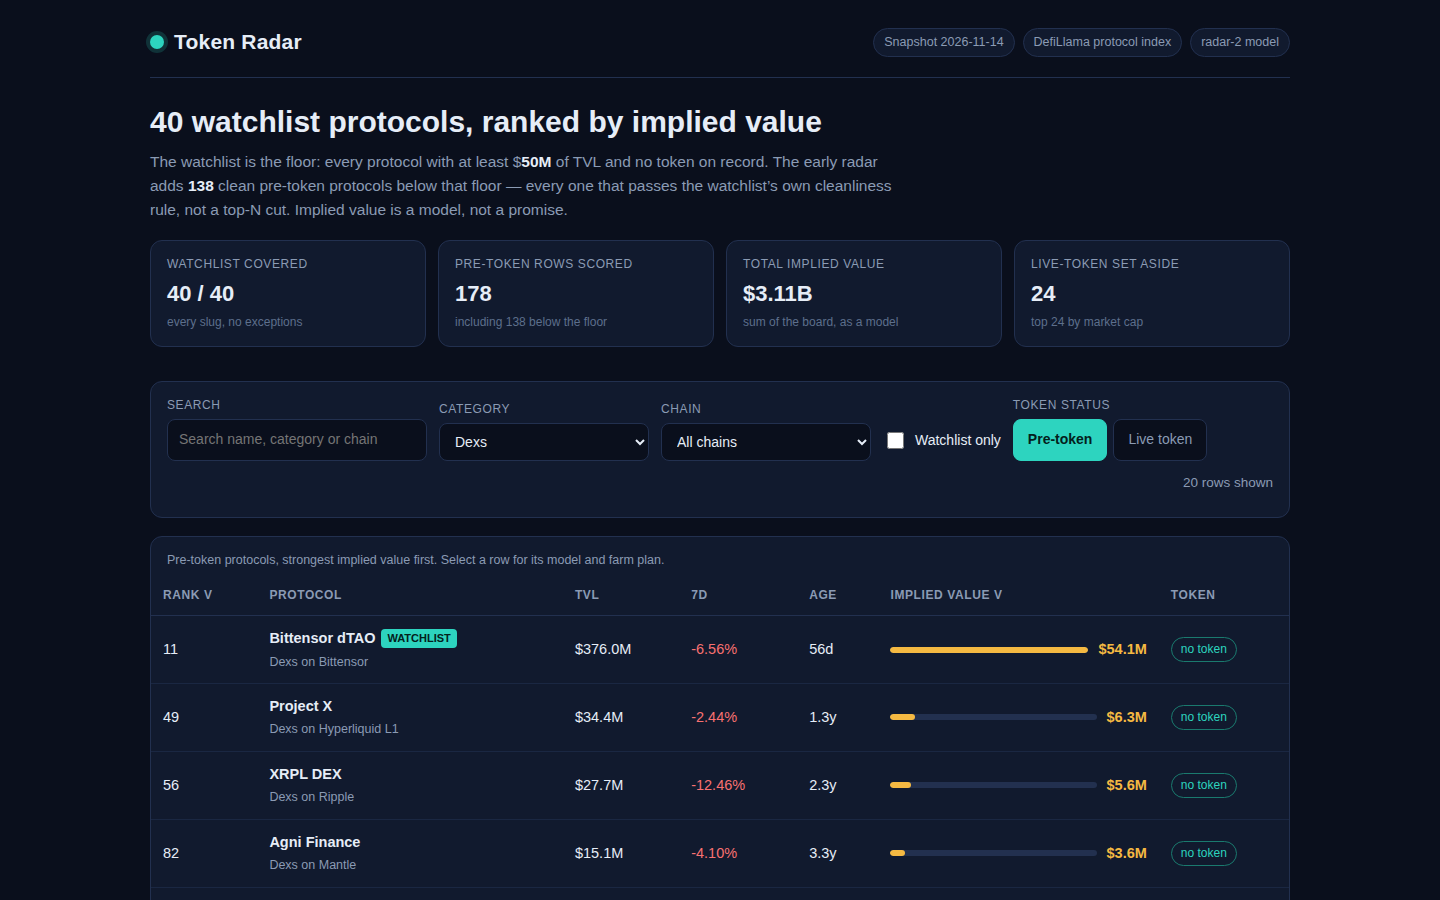 Token Radar
Snapshot 2026-11-14
DefiLlama protocol index
radar-2 model
40 watchlist protocols, ranked by implied value
The watchlist is the floor: every protocol with at least $50M of TVL and no token on record. The early radar
adds 138 clean pre-token protocols below that floor — every one that passes the watchlist’s own cleanliness
rule, not a top-N cut. Implied value is a model, not a promise.
WATCHLIST COVERED
40 / 40
every slug, no exceptions
PRE-TOKEN ROWS SCORED
178
including 138 below the floor
TOTAL IMPLIED VALUE
$3.11B
sum of the board, as a model
LIVE-TOKEN SET ASIDE
24
top 24 by market cap
SEARCH
Search name, category or chain
CATEGORY
Dexs
CHAIN
All chains
Watchlist only
TOKEN STATUS
Pre-token
Live token
20 rows shown
Pre-token protocols, strongest implied value first. Select a row for its model and farm plan.
RANK V PROTOCOL TVL 7D AGE IMPLIED VALUE V TOKEN
11 Bittensor dTAO WATCHLIST $376.0M -6.56% 56d $54.1M no token
Dexs on Bittensor
49 Project X $34.4M -2.44% 1.3y $6.3M no token
Dexs on Hyperliquid L1
56 XRPL DEX $27.7M -12.46% 2.3y $5.6M no token
Dexs on Ripple
82 Agni Finance $15.1M -4.10% 3.3y $3.6M no token
Dexs on Mantle